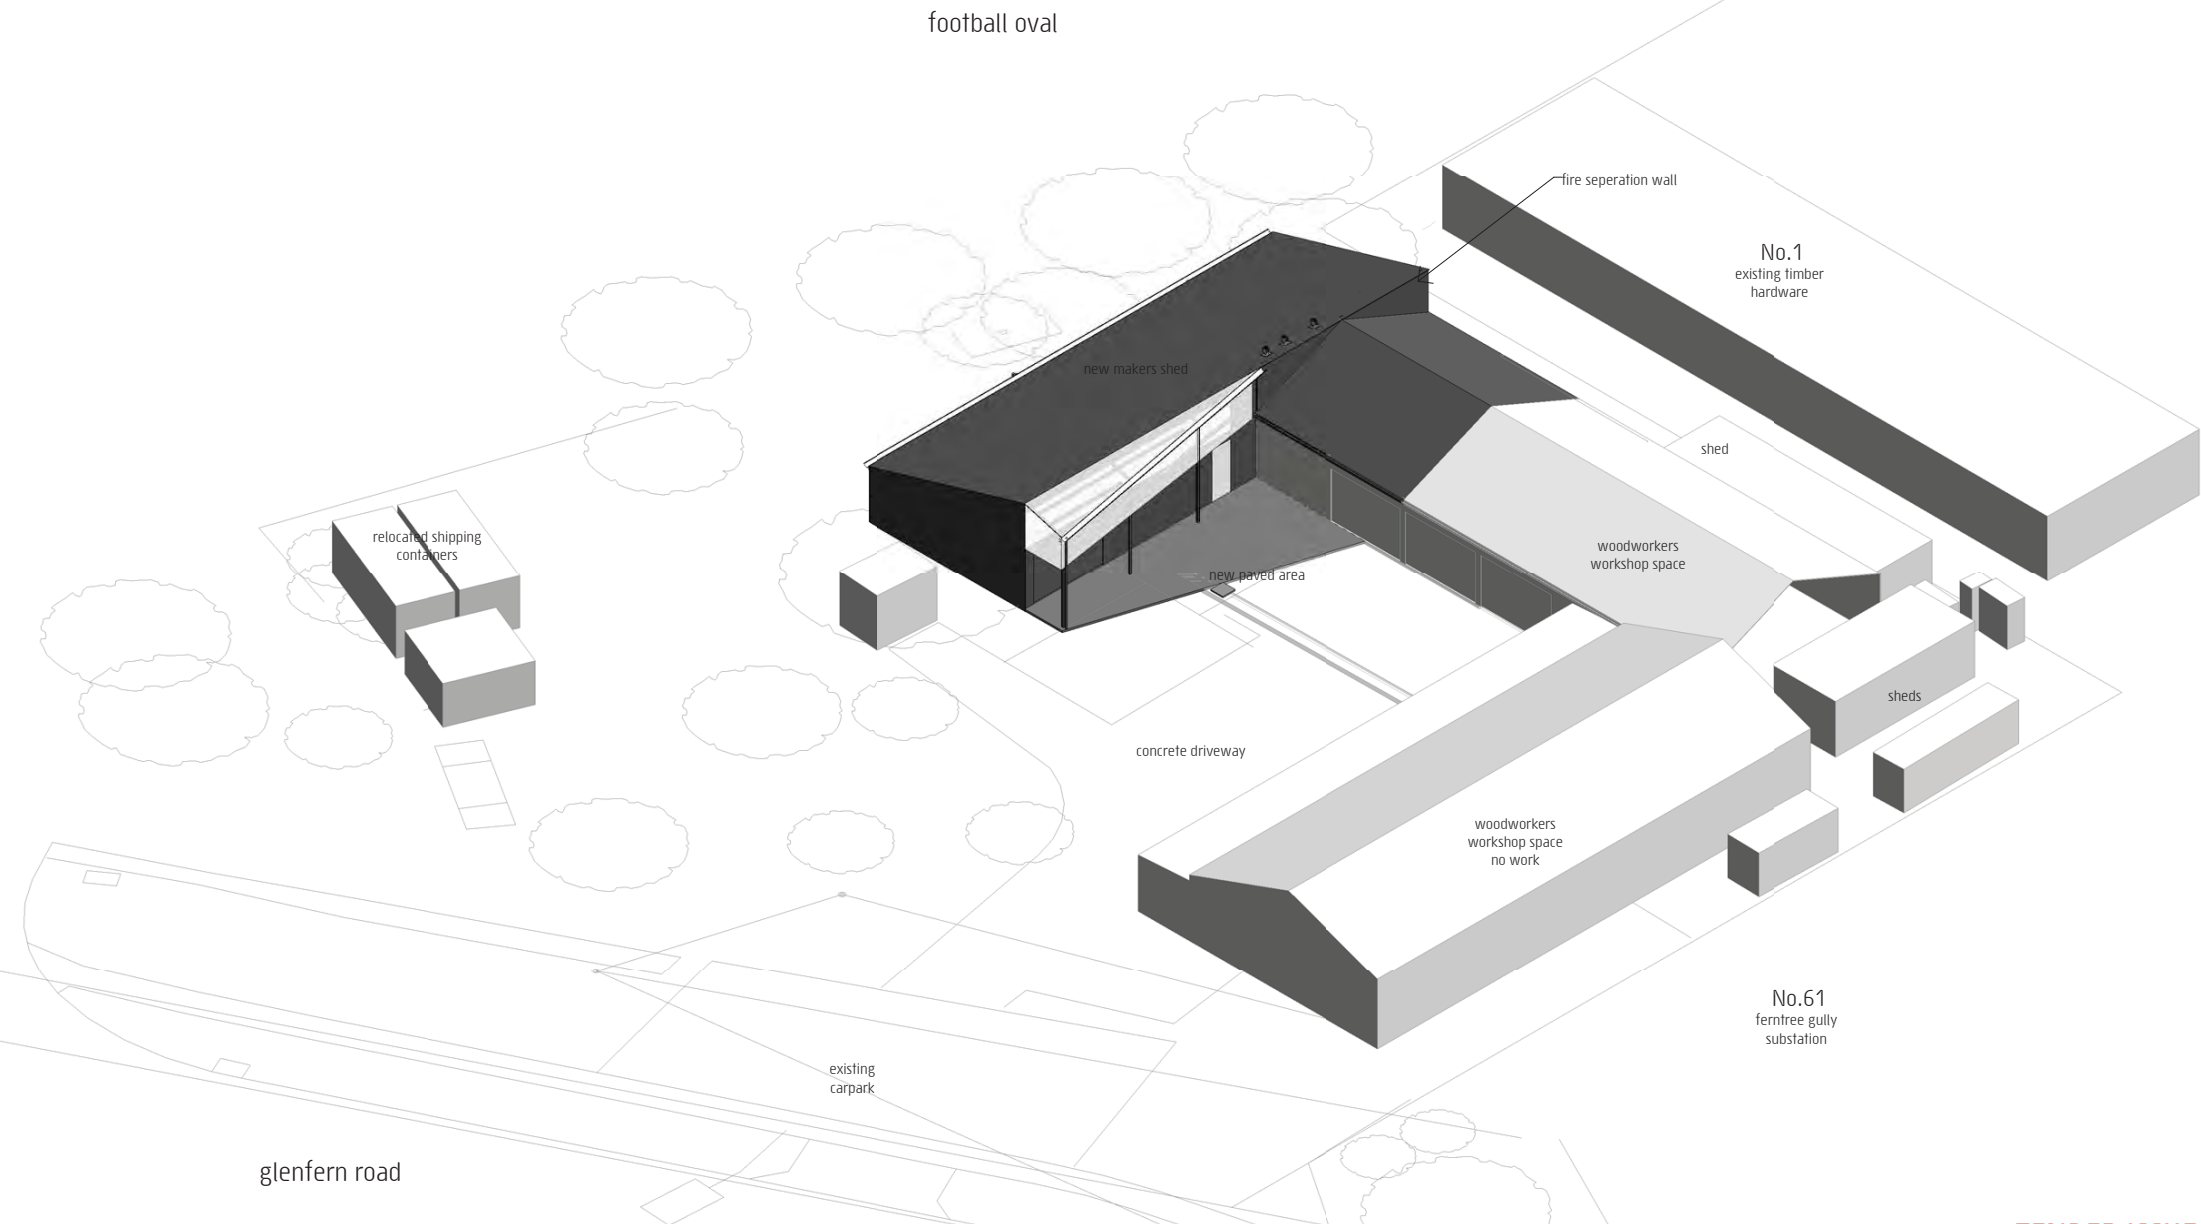 football oval
fire seperation wall
No.1
existing timber
hardware
new makers shed
shed
relocated shipping
containers
woodworkers
workshop space
new paved area
sheds
concrete driveway
woodworkers
workshop space
no work
No.61
ferntree gully
substation
existing
carpark
glenfern road